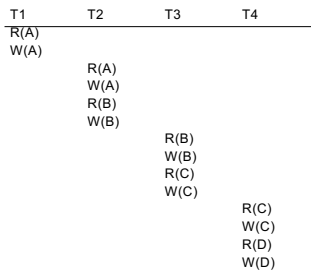 T1 T2 T3 T4
R(A)
W(A)
R(A)
W(A)
R(B)
W(B)
R(B)
W(B)
R(C)
W(C)
R(C)
W(C)
R(D)
W(D)